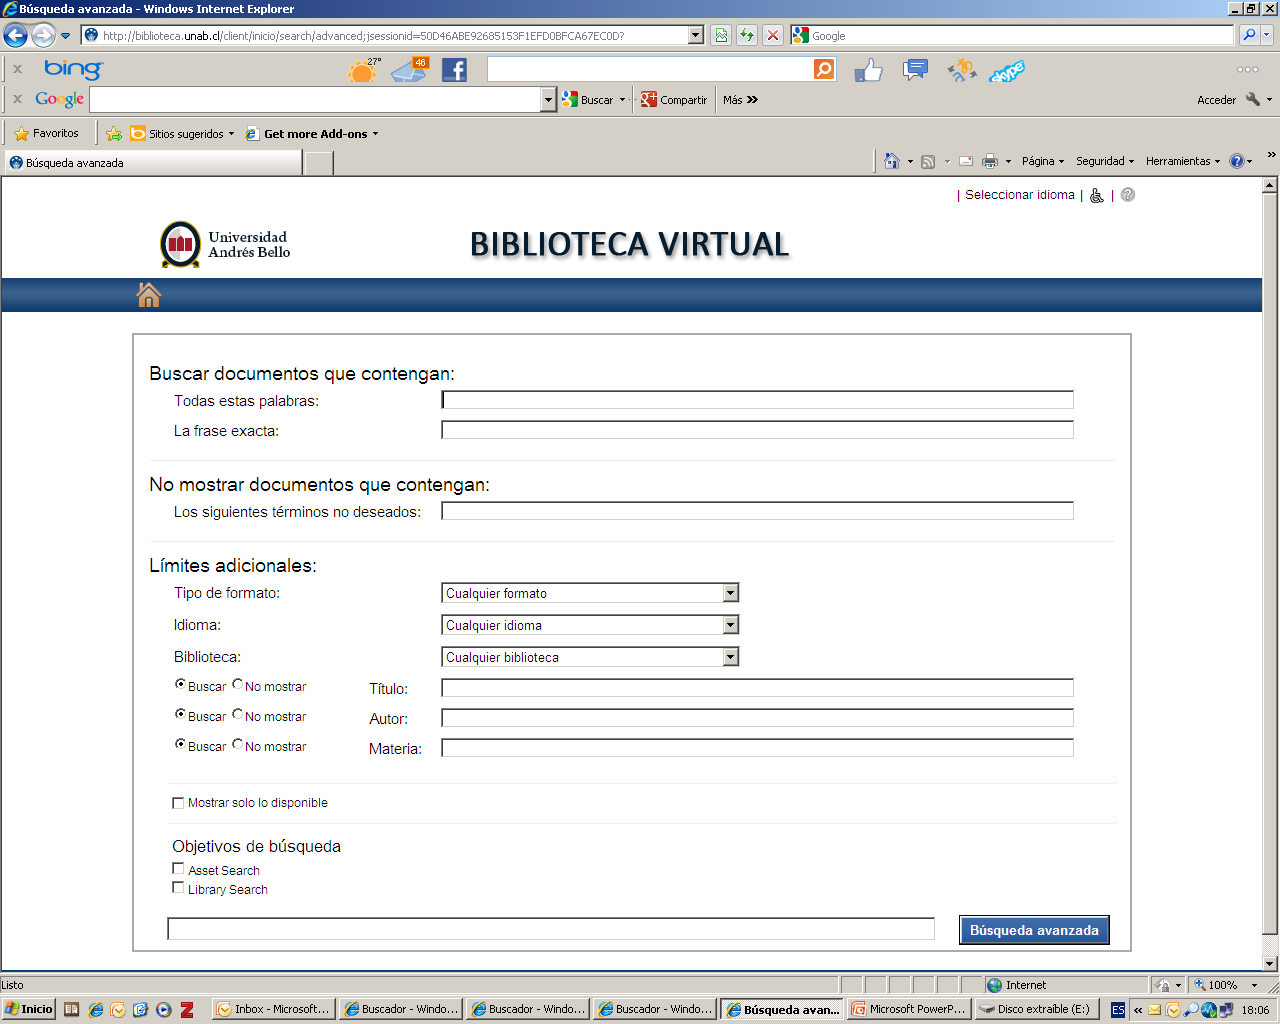 Búsqueda avanzada - Windows Internet Explorer
http://biblioteca.unab.cl/client/inicio/search/advanced;jsessionid=50D46ABE92685153F1EFD0BFCA67EC0D?
Google
x bing 27° 46
x Google Buscar Compartir Más Acceder
Favoritos Sitios sugeridos Get more Add-ons
Búsqueda avanzada Página Seguridad Herramientas
| Seleccionar idioma | |
Universidad
Andrés Bello
BIBLIOTECA VIRTUAL
Buscar documentos que contengan:
Todas estas palabras:
La frase exacta:
No mostrar documentos que contengan:
Los siguientes términos no deseados:
Límites adicionales:
Tipo de formato: Cualquier formato
Idioma: Cualquier idioma
Biblioteca: Cualquier biblioteca
Buscar No mostrar Título:
Buscar No mostrar Autor:
Buscar No mostrar Materia:
Mostrar solo lo disponible
Objetivos de búsqueda
Asset Search
Library Search
Búsqueda avanzada
Listo Internet 100%
Inicio Inbox - Microsoft... Buscador - Windo... Buscador - Windo... Buscador - Windo... Búsqueda avan... Microsoft PowerP... Disco extraíble (E:) ES 18:06